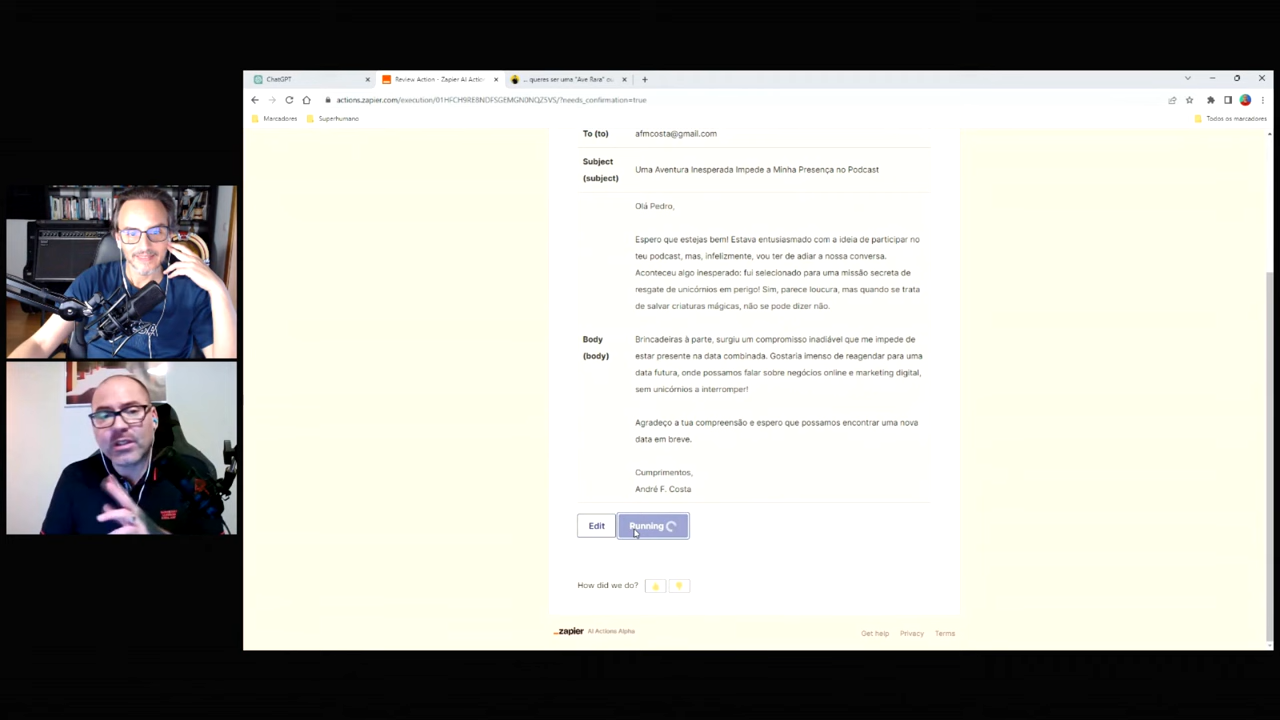 ChatGPT
Review Action - Zapier AI Actio
... queres ser uma "Ave Rara" o
actions.zapier.com/execution/01HFCH9RE8NDFSGEMGN0NQZSVS/?needs_confirmation=true
Marcadores
Superhumano
Todos os marcadores
To (to)
afmcosta@gmail.com
Subject
(subject)
Uma Aventura Inesperada Impede a Minha Presença no Podcast
Olá Pedro,
Espero que estejas bem! Estava entusiasmado com a ideia de participar no
teu podcast, mas, infelizmente, vou ter de adiar a nossa conversa.
Aconteceu algo inesperado: fui selecionado para uma missão secreta de
resgate de unicórnios em perigo! Sim, parece loucura, mas quando se trata
de salvar criaturas mágicas, não se pode dizer não.
Body
(body)
Brincadeiras à parte, surgiu um compromisso inadiável que me impede de
estar presente na data combinada. Gostaria imenso de reagendar para uma
data futura, onde possamos falar sobre negócios online e marketing digital,
sem unicórnios a interromper!
Agradeço a tua compreensão e espero que possamos encontrar uma nova
data em breve.
Cumprimentos,
André F. Costa
Edit
Running
How did we do?
zapier AI Actions Alpha
Get help
Privacy
Terms